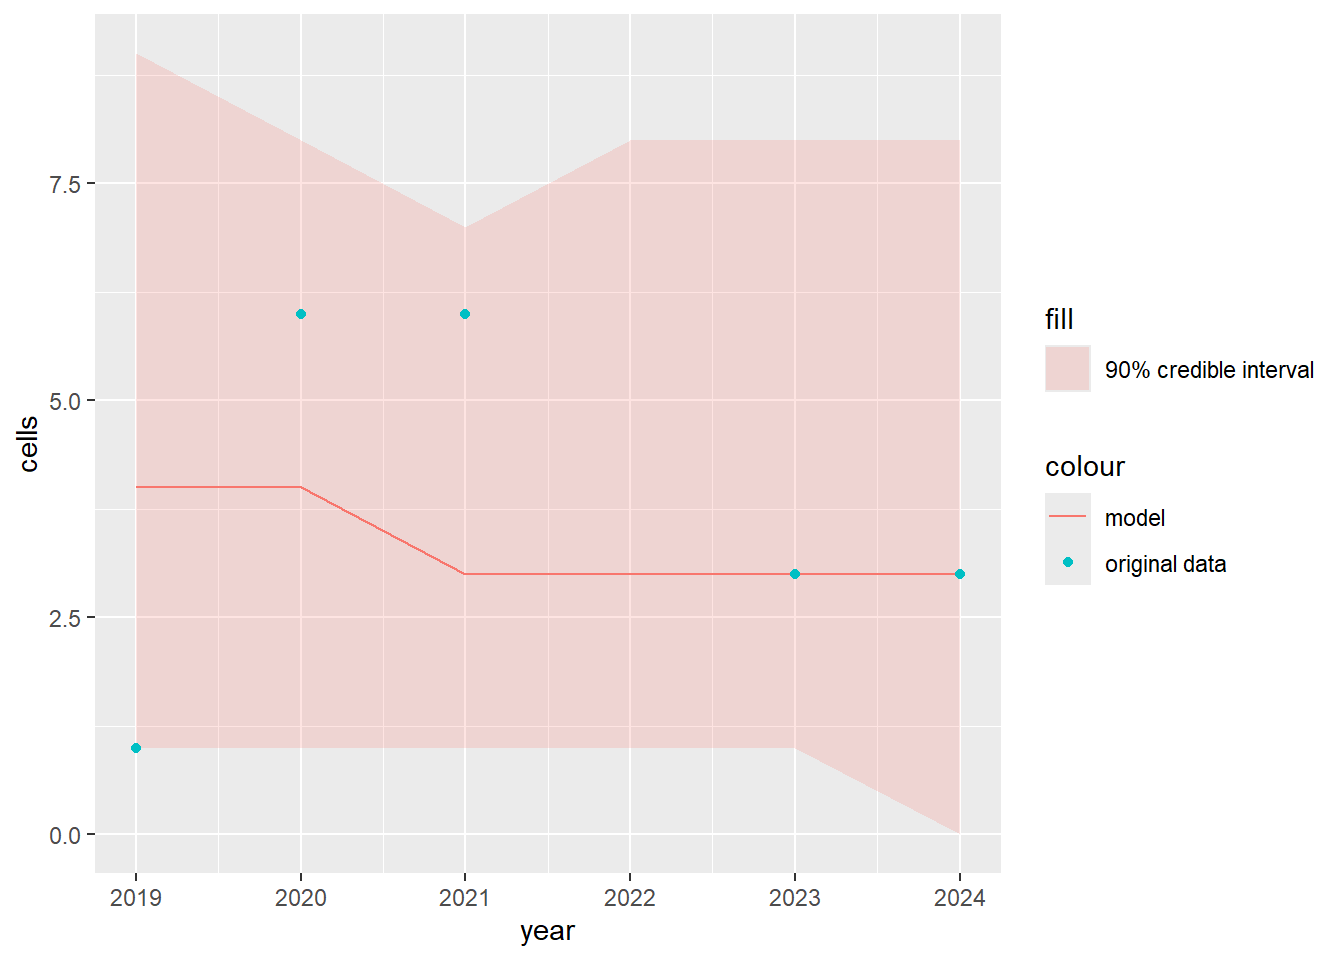 7.5
5.0
2.5
0.0
cells
2019 2020 2021 2022 2023 2024
year
fill
90% credible interval
colour
model
original data